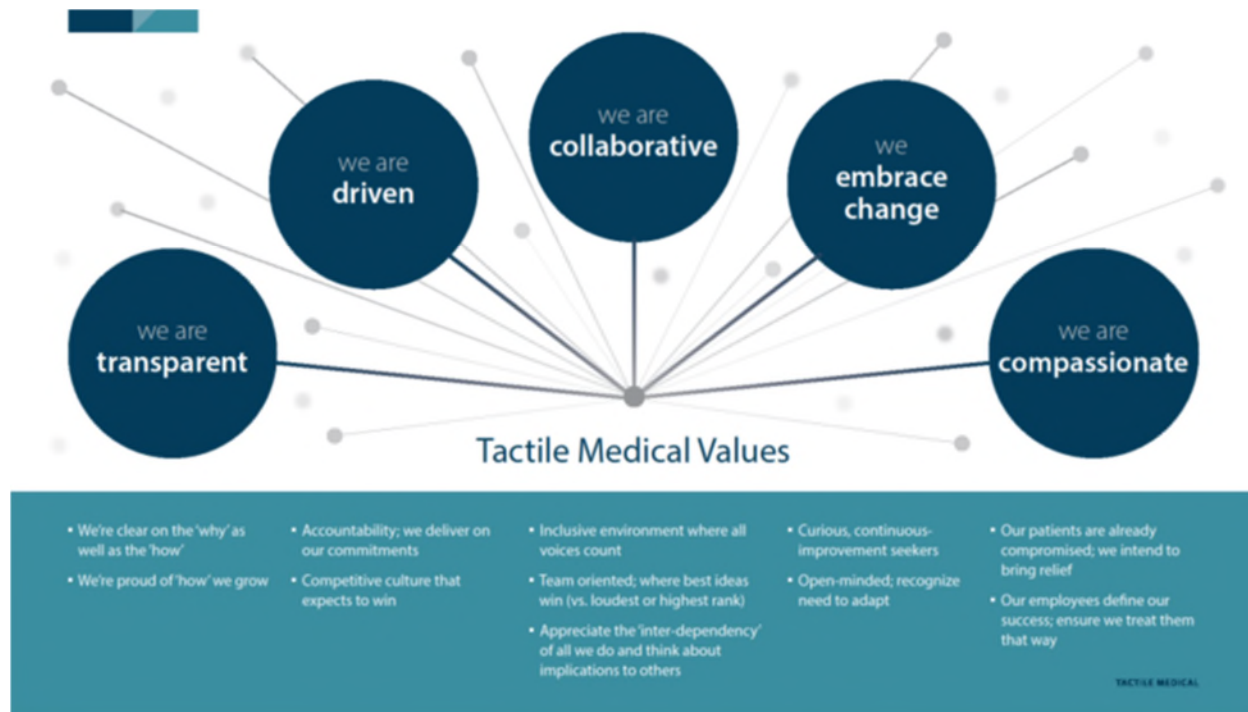 we are
transparent
we are
driven
we are
collaborative
we
embrace
change
we are
compassionate
Tactile Medical Values
▪ We're clear on the 'why' as
well as the 'how'
▪ We're proud of 'how' we grow
▪ Accountability; we deliver on
our commitments
▪ Competitive culture that
expects to win
▪ Inclusive environment where all
voices count
▪ Team oriented; where best ideas
win (vs. loudest or highest rank)
▪ Appreciate the 'inter-dependency'
of all we do and think about
implications to others
▪ Curious, continuous-
improvement seekers
▪ Open-minded; recognize
need to adapt
▪ Our patients are already
compromised; we intend to
bring relief
▪ Our employees define our
success; ensure we treat them
that way
TACTILE MEDICAL